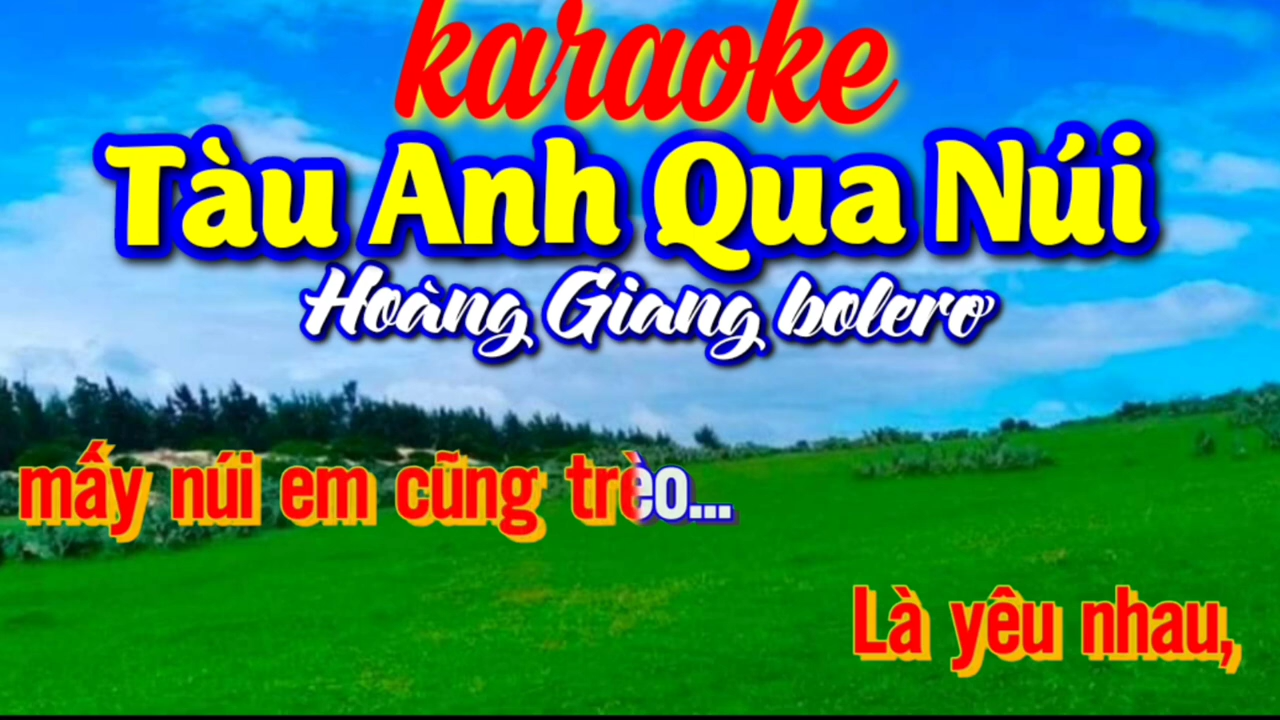 karaoke
Tàu Anh Qua Núi
Hoàng Giang bolero
mấy núi em cũng trèo...
Là yêu nhau,